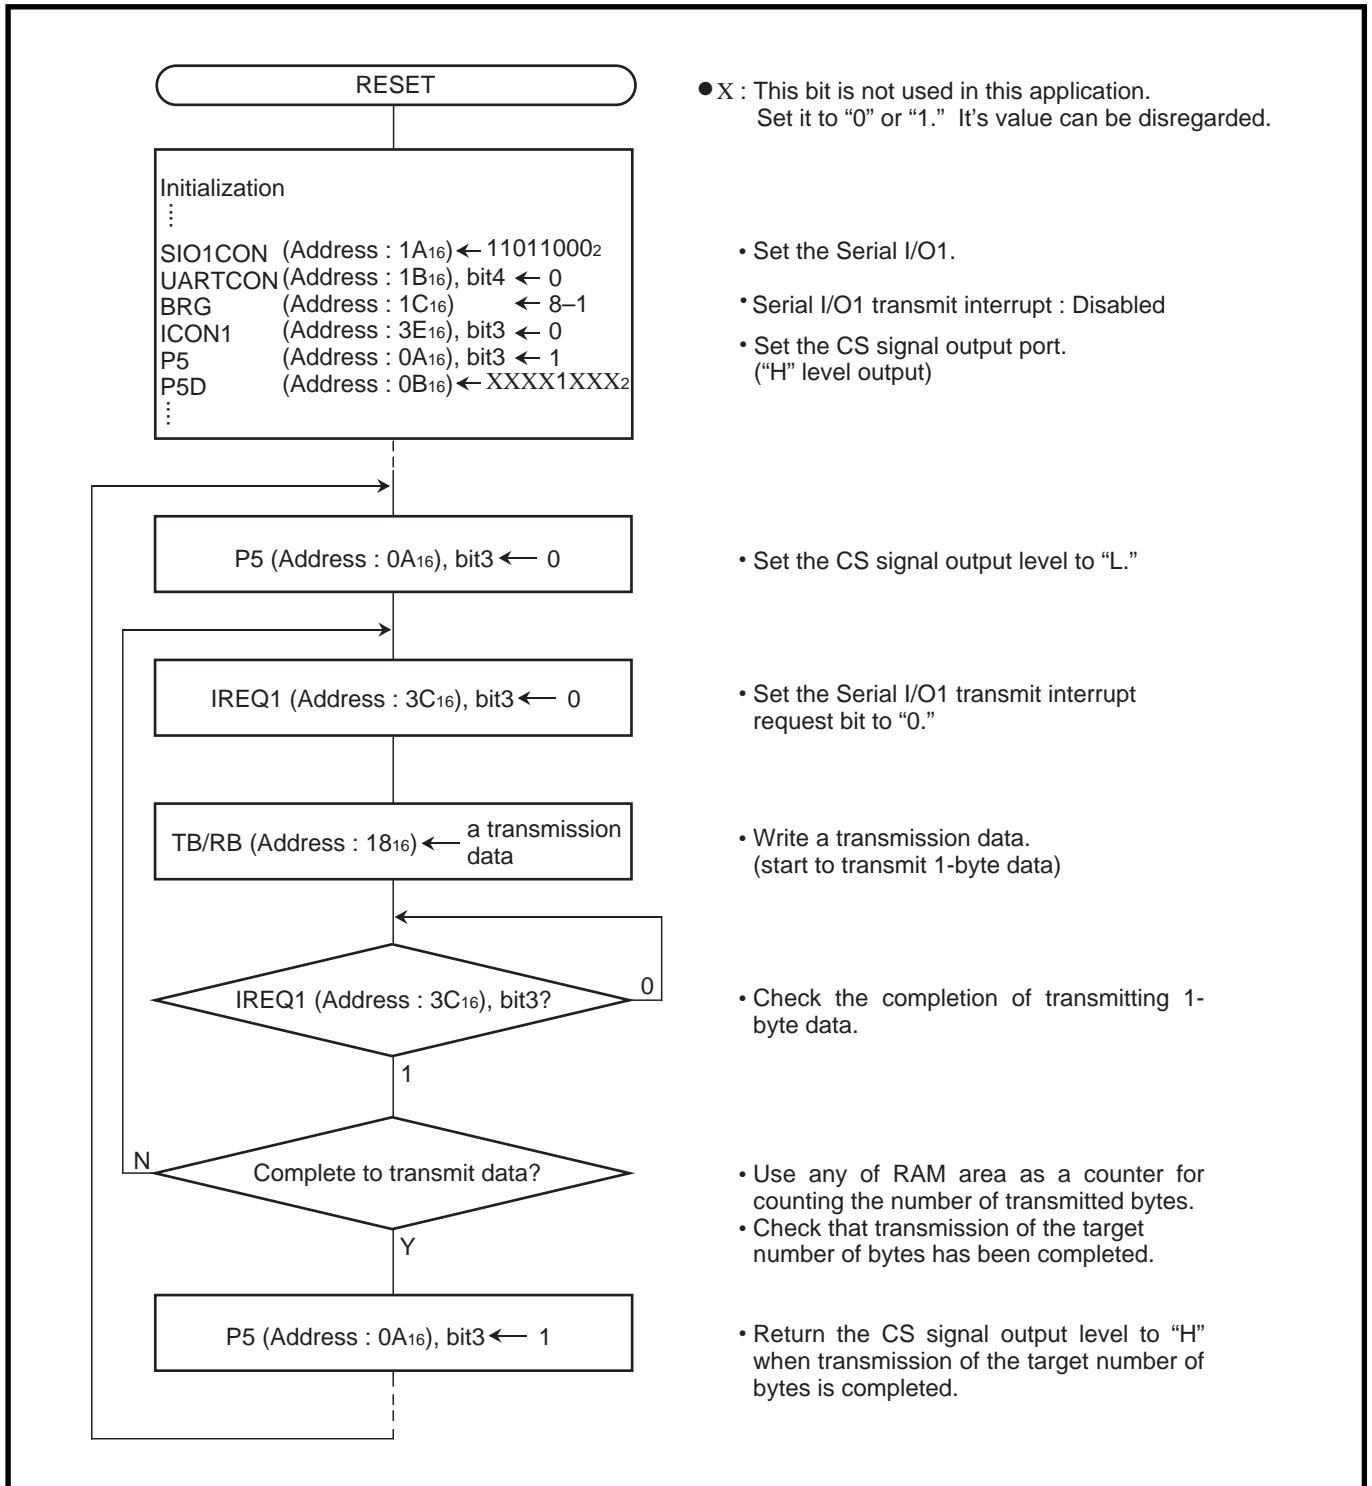 RESET
●X : This bit is not used in this application.
Set it to “0” or “1.” It’s value can be disregarded.
Initialization
SIO1CON (Address : 1A16) ← 110110002
UARTCON (Address : 1B16), bit4 ← 0
BRG (Address : 1C16) ← 8–1
ICON1 (Address : 3E16), bit3 ← 0
P5 (Address : 0A16), bit3 ← 1
P5D (Address : 0B16) ← XXXX1XXX2
• Set the Serial I/O1.
• Serial I/O1 transmit interrupt : Disabled
• Set the CS signal output port.
(“H” level output)
P5 (Address : 0A16), bit3 ← 0
• Set the CS signal output level to “L.”
IREQ1 (Address : 3C16), bit3 ← 0
• Set the Serial I/O1 transmit interrupt
request bit to “0.”
TB/RB (Address : 1816) ← a transmission
data
• Write a transmission data.
(start to transmit 1-byte data)
IREQ1 (Address : 3C16), bit3?
0
1
• Check the completion of transmitting 1-
byte data.
Complete to transmit data?
N
Y
• Use any of RAM area as a counter for
counting the number of transmitted bytes.
• Check that transmission of the target
number of bytes has been completed.
P5 (Address : 0A16), bit3 ← 1
• Return the CS signal output level to “H”
when transmission of the target number of
bytes is completed.